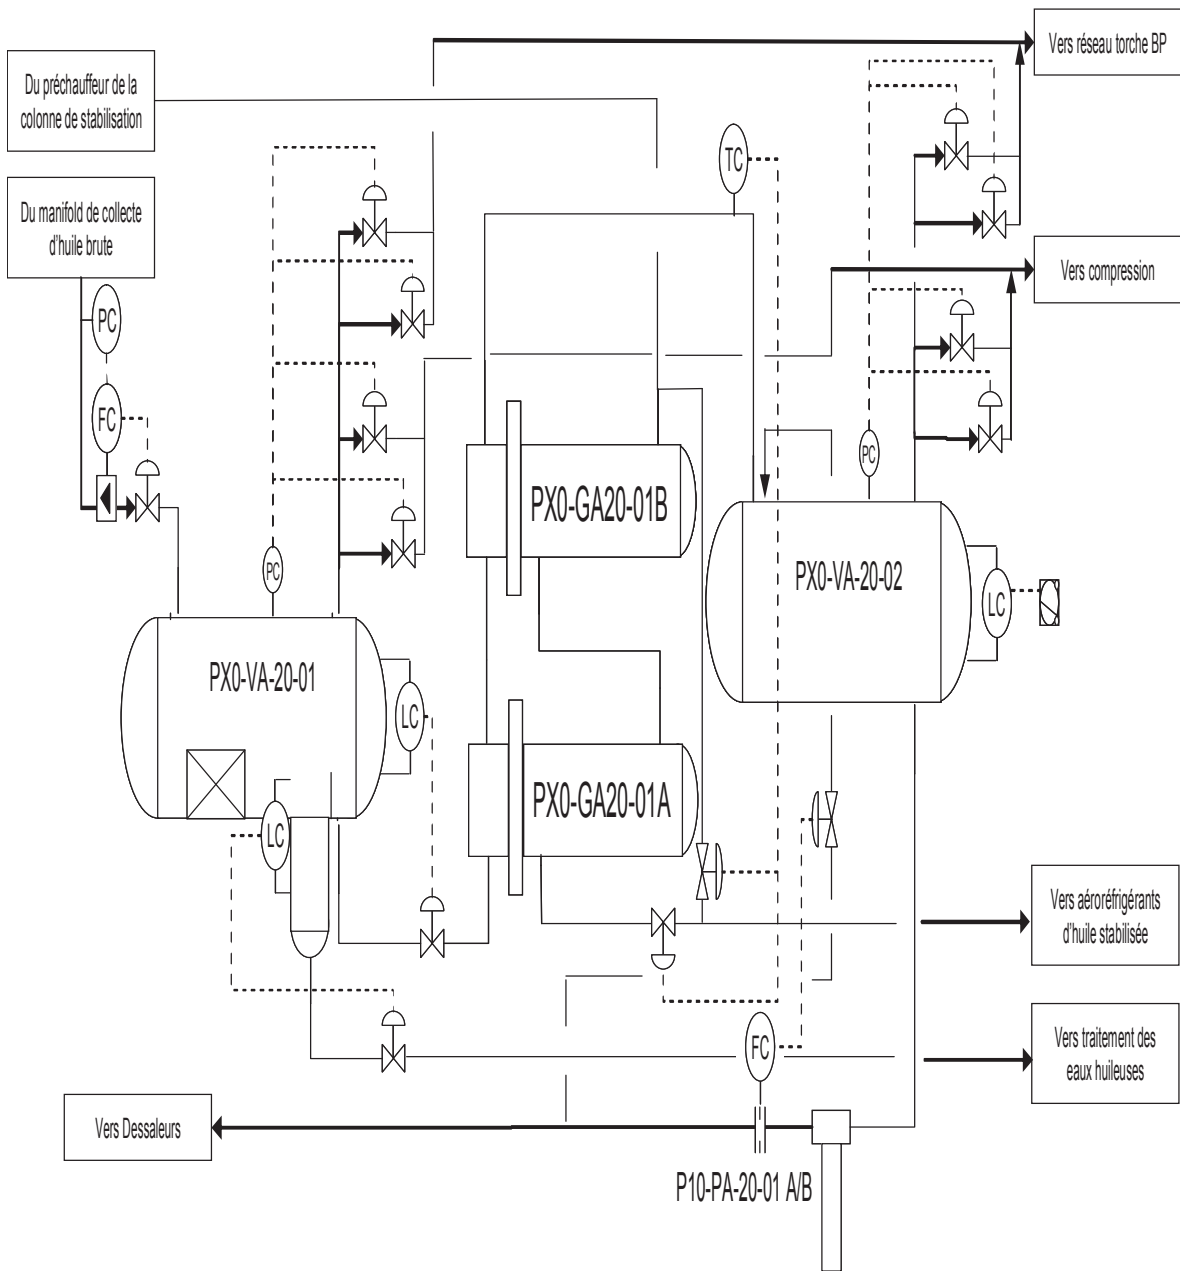 Vers réseau torche BP
Du préchauffeur de la
colonne de stabilisation
TC
Du manifold de collecte
d'huile brute
Vers compression
PC
FC
PC
PX0-GA20-01B
PC
PX0-VA-20-02
LC
PX0-VA-20-01
LC
PX0-GA20-01A
LC
Vers aéroréfrigérants
d'huile stabilisée
FC
Vers traitement des
eaux huileuses
Vers Dessaleurs
P10-PA-20-01 A/B